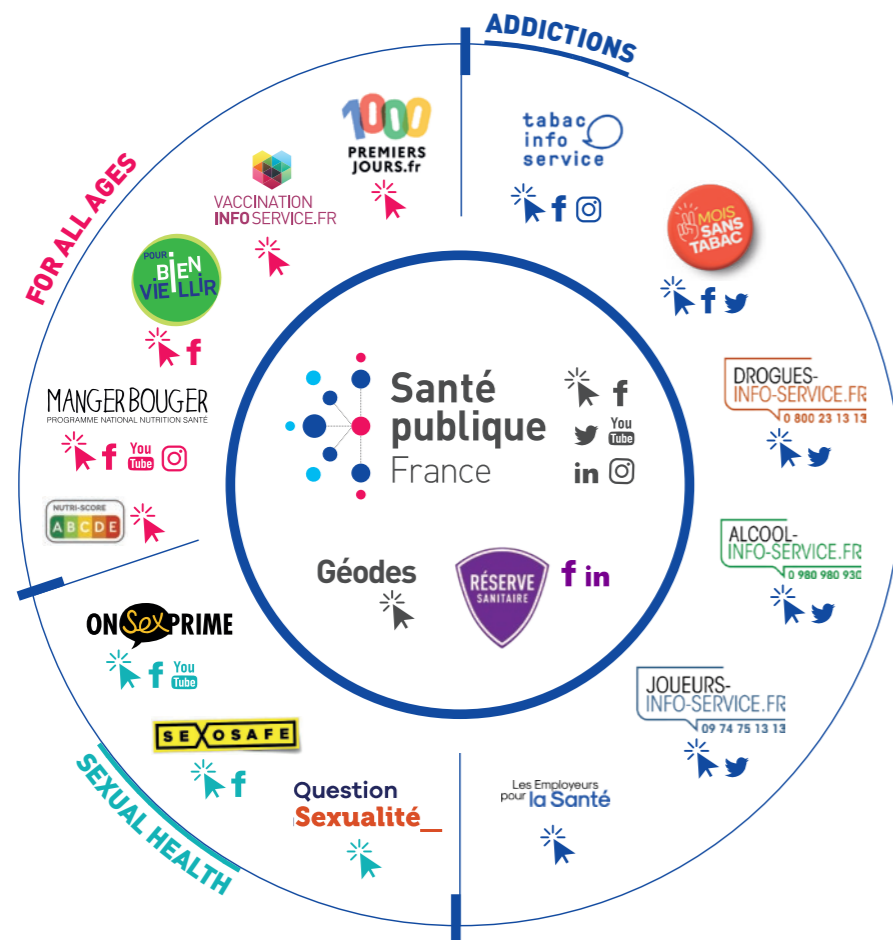 ADDICTIONS
tabac
info
service
MOIS
SANS
TABAC
DROGUES-
INFO-SERVICE.FR
0 800 23 13 13
ALCOOL-
INFO-SERVICE.FR
0 980 980 930
JOUEURS-
INFO-SERVICE.FR
09 74 75 13 13
Les Employeurs
pour la Santé
FOR ALL AGES
1000
PREMIERS
JOURS.fr
VACCINATION
INFOSERVICE.FR
POUR
BIEN
VIEILLIR
MANGERBOUGER
PROGRAMME NATIONAL NUTRITION SANTÉ
You
Tube
NUTRI-SCORE
A B C D E
SEXUAL HEALTH
ONSexPRIME
You
Tube
SEXOSAFE
Question
Sexualité_
Santé
publique
France
You
Tube
in
Géodes
RÉSERVE
SANITAIRE
in